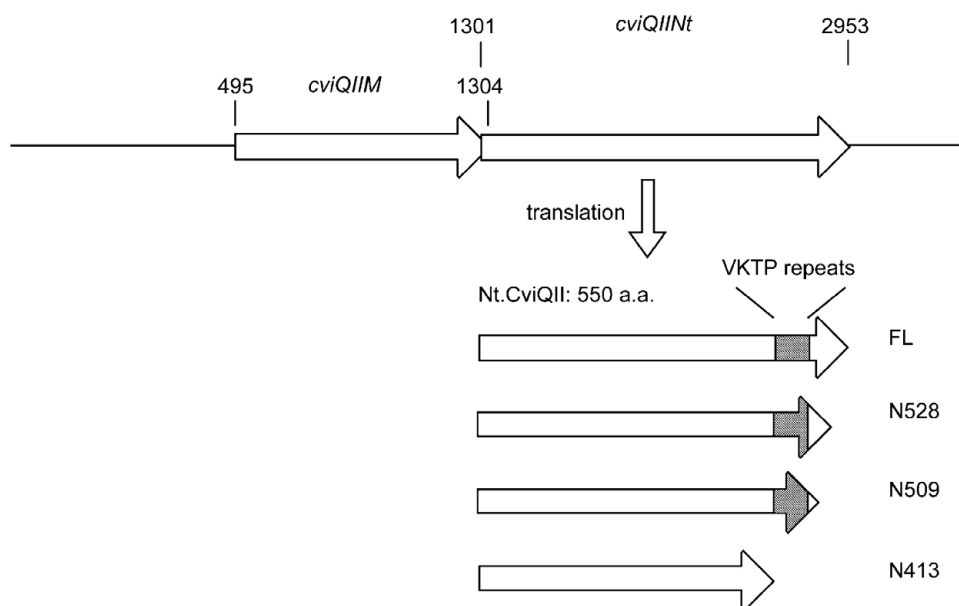 1301 cviQIINt 2953
495 cviQIIM 1304
translation
VKTP repeats
Nt.CviQII: 550 a.a.
FL
N528
N509
N413